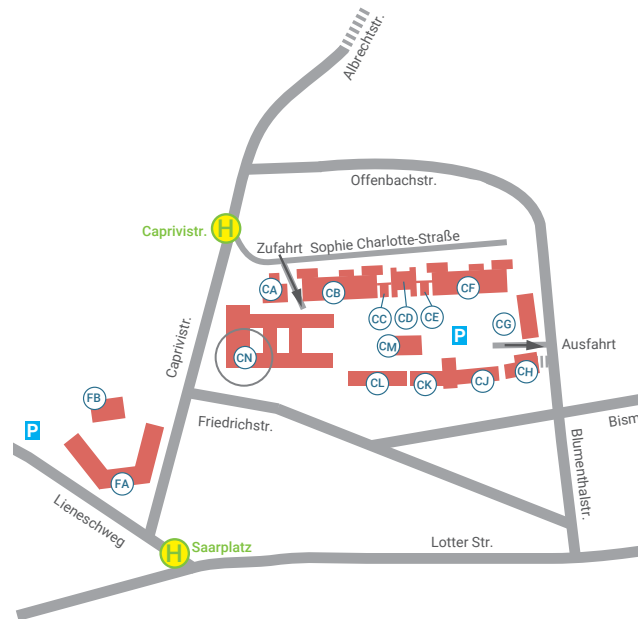 Albrechtstr.
Offenbachstr.
H
Caprivistr.
Zufahrt
Sophie Charlotte-Straße
CA
CB
CC
CD
CE
CF
CG
P
CM
Ausfahrt
CN
CH
CL
CK
CJ
Caprivistr.
FB
P
FA
Friedrichstr.
Bism
Blumenthalstr.
Lieneschweg
H
Saarplatz
Lotter Str.